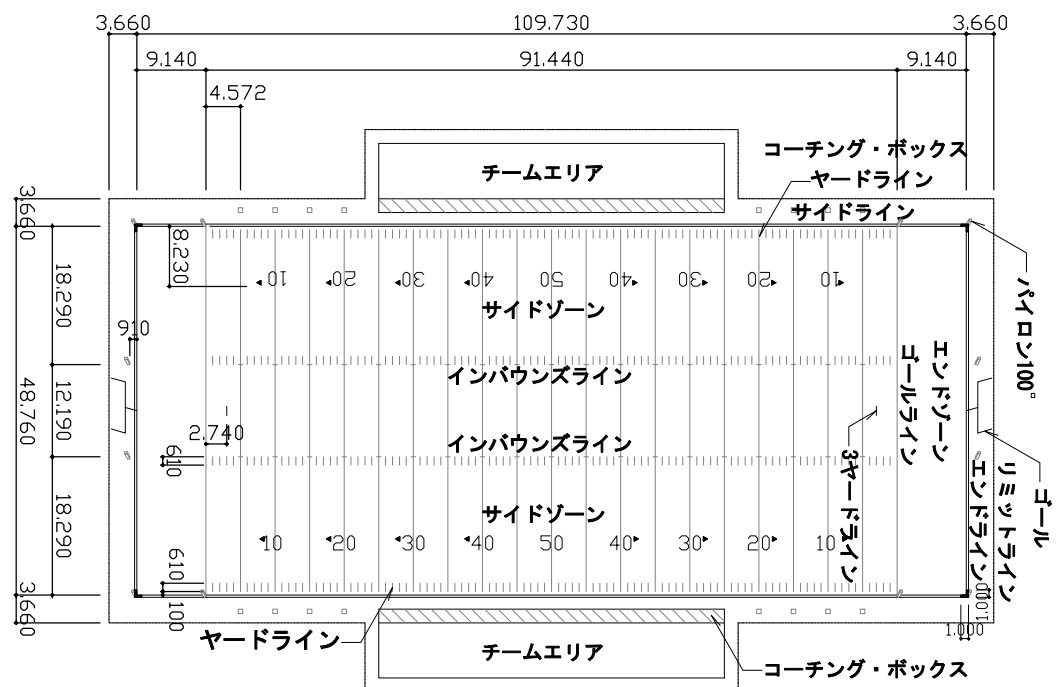 3.660
109.730
3.660
9.140
91.440
9.140
4.572
コーチング・ボックス
チームエリア
ヤードライン
サイドライン
3.660
8.230
10
20
30
40
50
40
30
20
10
18.290
サイドゾーン
パイロン100°
910
エンドゾーン
ゴールライン
インバウンズライン
48.760
12.190
2.740
インバウンズライン
610
3ヤードライン
ゴール
リミットライン
エンドライン
18.290
サイドゾーン
10
20
30
40
50
40
30
20
10
610
100
3.660
1.000
1.000
ヤードライン
チームエリア
コーチング・ボックス